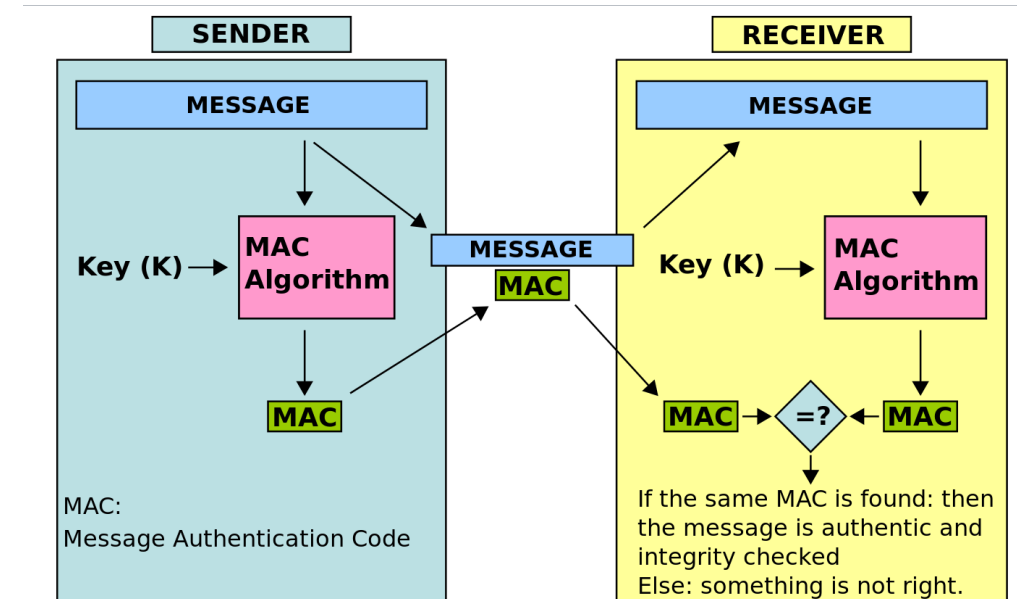 SENDER
MESSAGE
Key (K)
MAC
Algorithm
MAC
MAC:
Message Authentication Code
MESSAGE
MAC
RECEIVER
MESSAGE
Key (K)
MAC
Algorithm
MAC
=?
MAC
If the same MAC is found: then
the message is authentic and
integrity checked
Else: something is not right.